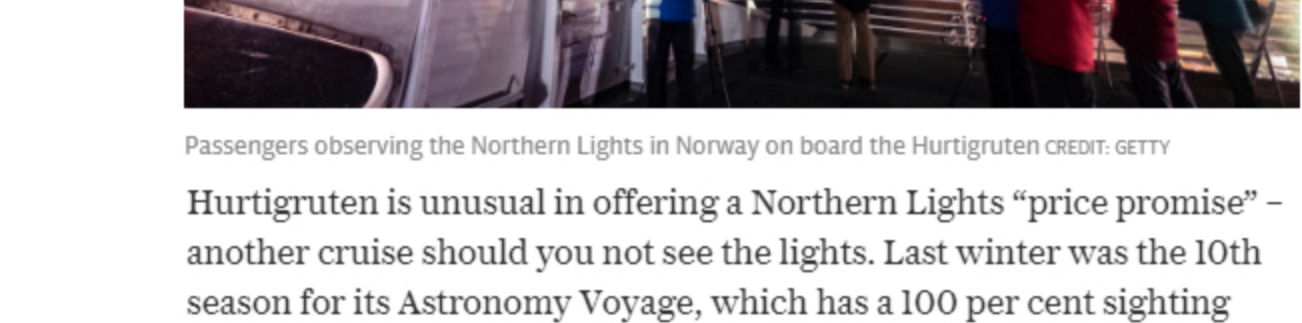 Passengers observing the Northern Lights in Norway on board the Hurtigruten CREDIT: GETTY
Hurtigruten is unusual in offering a Northern Lights “price promise” –
another cruise should you not see the lights. Last winter was the 10th
season for its Astronomy Voyage, which has a 100 per cent sighting